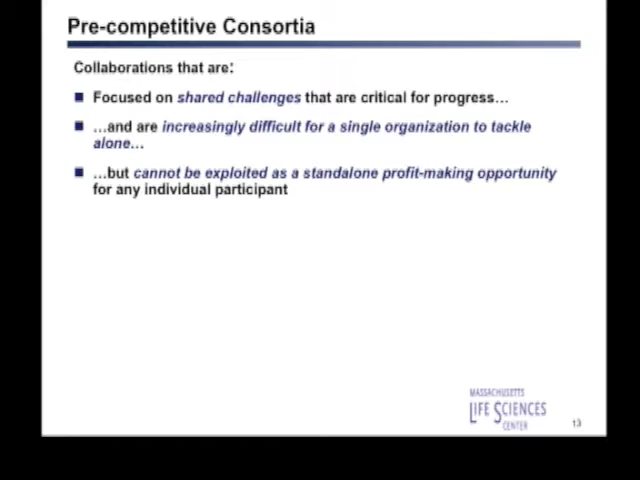 Pre-competitive Consortia
Collaborations that are:
Focused on shared challenges that are critical for progress…
…and are increasingly difficult for a single organization to tackle
alone…
…but cannot be exploited as a standalone profit-making opportunity
for any individual participant
MASSACHUSETTS
LIFE SCIENCES
CENTER
13